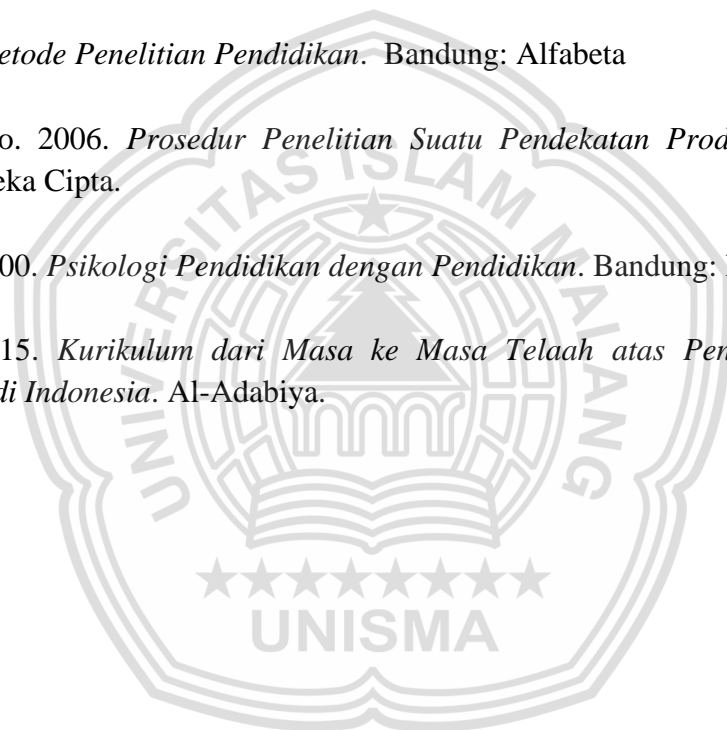 etode Penelitian Pendidikan. Bandung: Alfabeta
o. 2006. Prosedur Penelitian Suatu Pendekatan Prod
eka Cipta.
00. Psikologi Pendidikan dengan Pendidikan. Bandung:
15. Kurikulum dari Masa ke Masa Telaah atas Pen
di Indonesia. Al-Adabiya.
UNIVERSITAS ISLAM MALANG
UNISMA